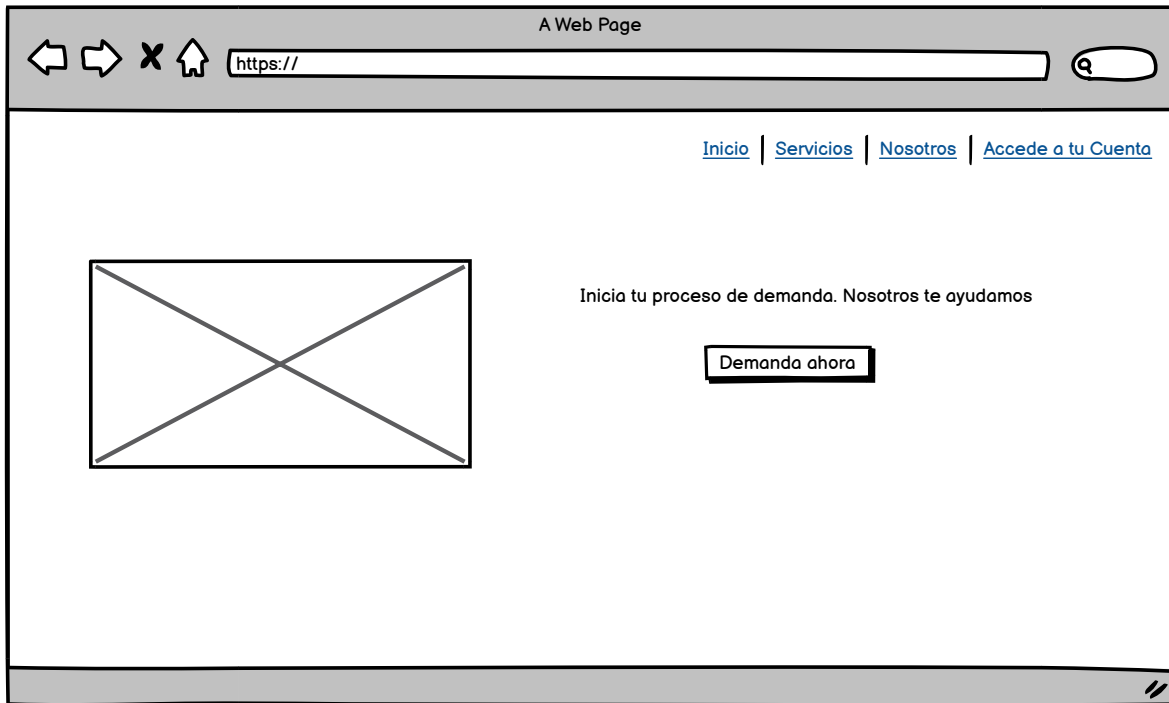 A Web Page
https://
Inicio Servicios Nosotros Accede a tu Cuenta
Inicia tu proceso de demanda. Nosotros te ayudamos
Demanda ahora